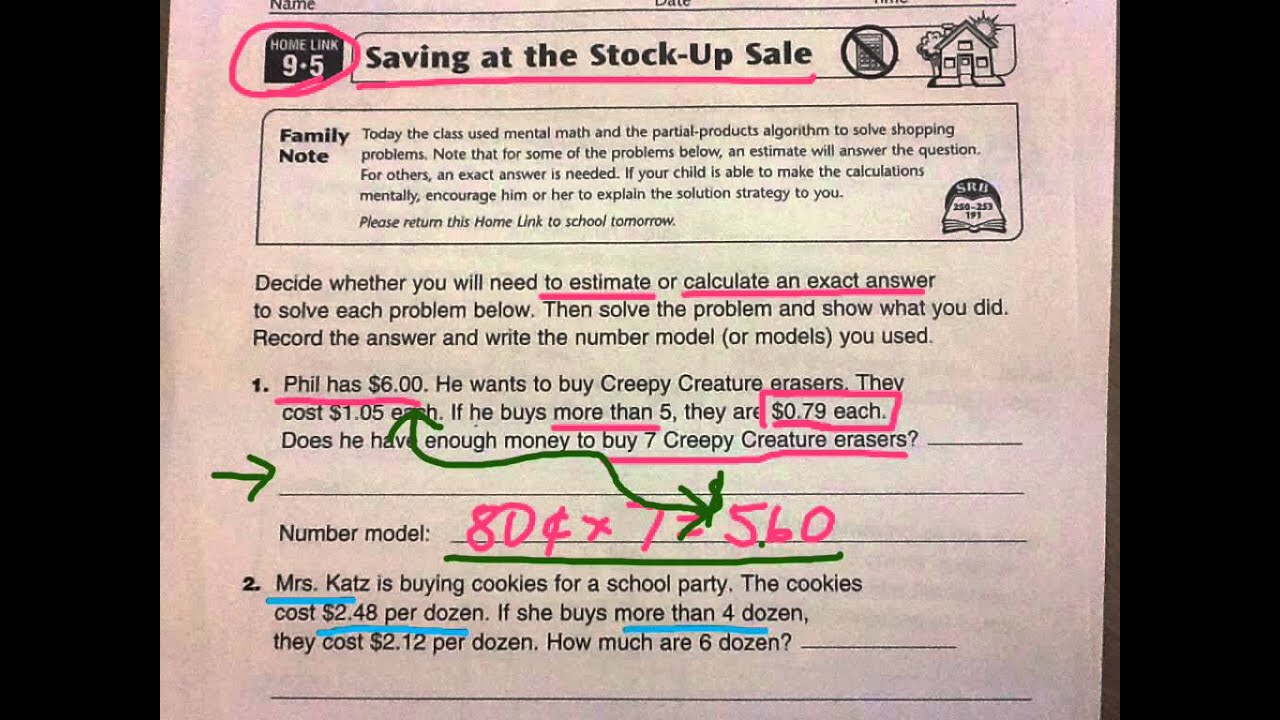 Name Date Time
HOME LINK
9·5
Saving at the Stock-Up Sale
Family
Note
Today the class used mental math and the partial-products algorithm to solve shopping
problems. Note that for some of the problems below, an estimate will answer the question.
For others, an exact answer is needed. If your child is able to make the calculations
mentally, encourage him or her to explain the solution strategy to you.
Please return this Home Link to school tomorrow.
SRB
250–253
191
Decide whether you will need to estimate or calculate an exact answer
to solve each problem below. Then solve the problem and show what you did.
Record the answer and write the number model (or models) you used.
1. Phil has $6.00. He wants to buy Creepy Creature erasers. They
cost $1.05 each. If he buys more than 5, they are $0.79 each.
Does he have enough money to buy 7 Creepy Creature erasers?
Number model: 80¢ × 7 = $5.60
2. Mrs. Katz is buying cookies for a school party. The cookies
cost $2.48 per dozen. If she buys more than 4 dozen,
they cost $2.12 per dozen. How much are 6 dozen?